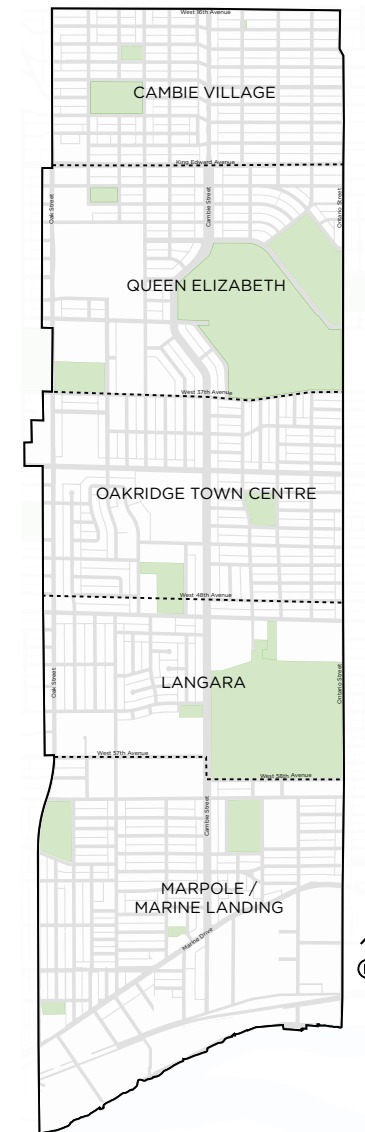 West 16th Avenue
CAMBIE VILLAGE
King Edward Avenue
Oak Street
Cambie Street
Ontario Street
QUEEN ELIZABETH
West 37th Avenue
OAKRIDGE TOWN CENTRE
West 48th Avenue
LANGARA
Oak Street
Ontario Street
West 57th Avenue
West 58th Avenue
Cambie Street
MARPOLE /
MARINE LANDING
Marine Drive